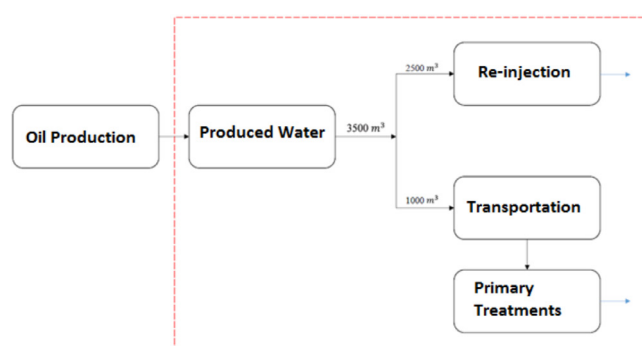 2500 m³
Re-injection
Oil Production
Produced Water
3500 m³
1000 m³
Transportation
Primary
Treatments